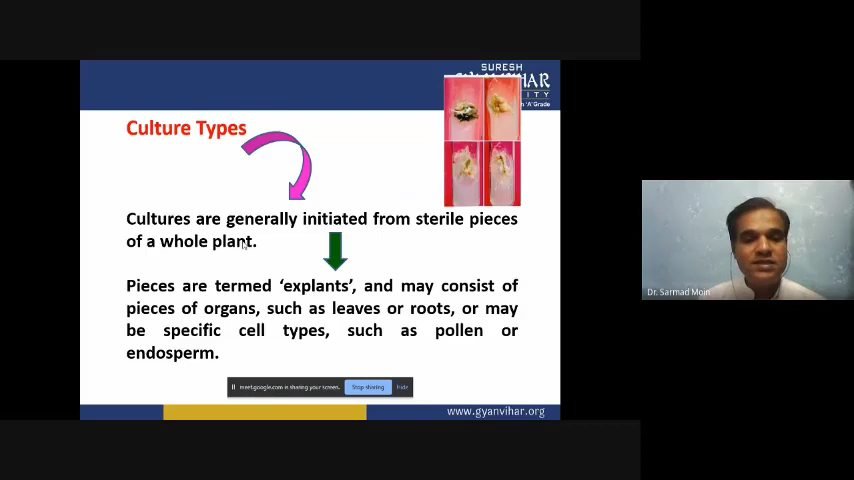 SURESH
ITY
'A' Grade
Culture Types
Cultures are generally initiated from sterile pieces
of a whole plant.
Pieces are termed ‘explants’, and may consist of
pieces of organs, such as leaves or roots, or may
be specific cell types, such as pollen or
endosperm.
meet.google.com is sharing your screen.
Stop sharing
Hide
www.gyanvihar.org
Dr. Sarmad Moin